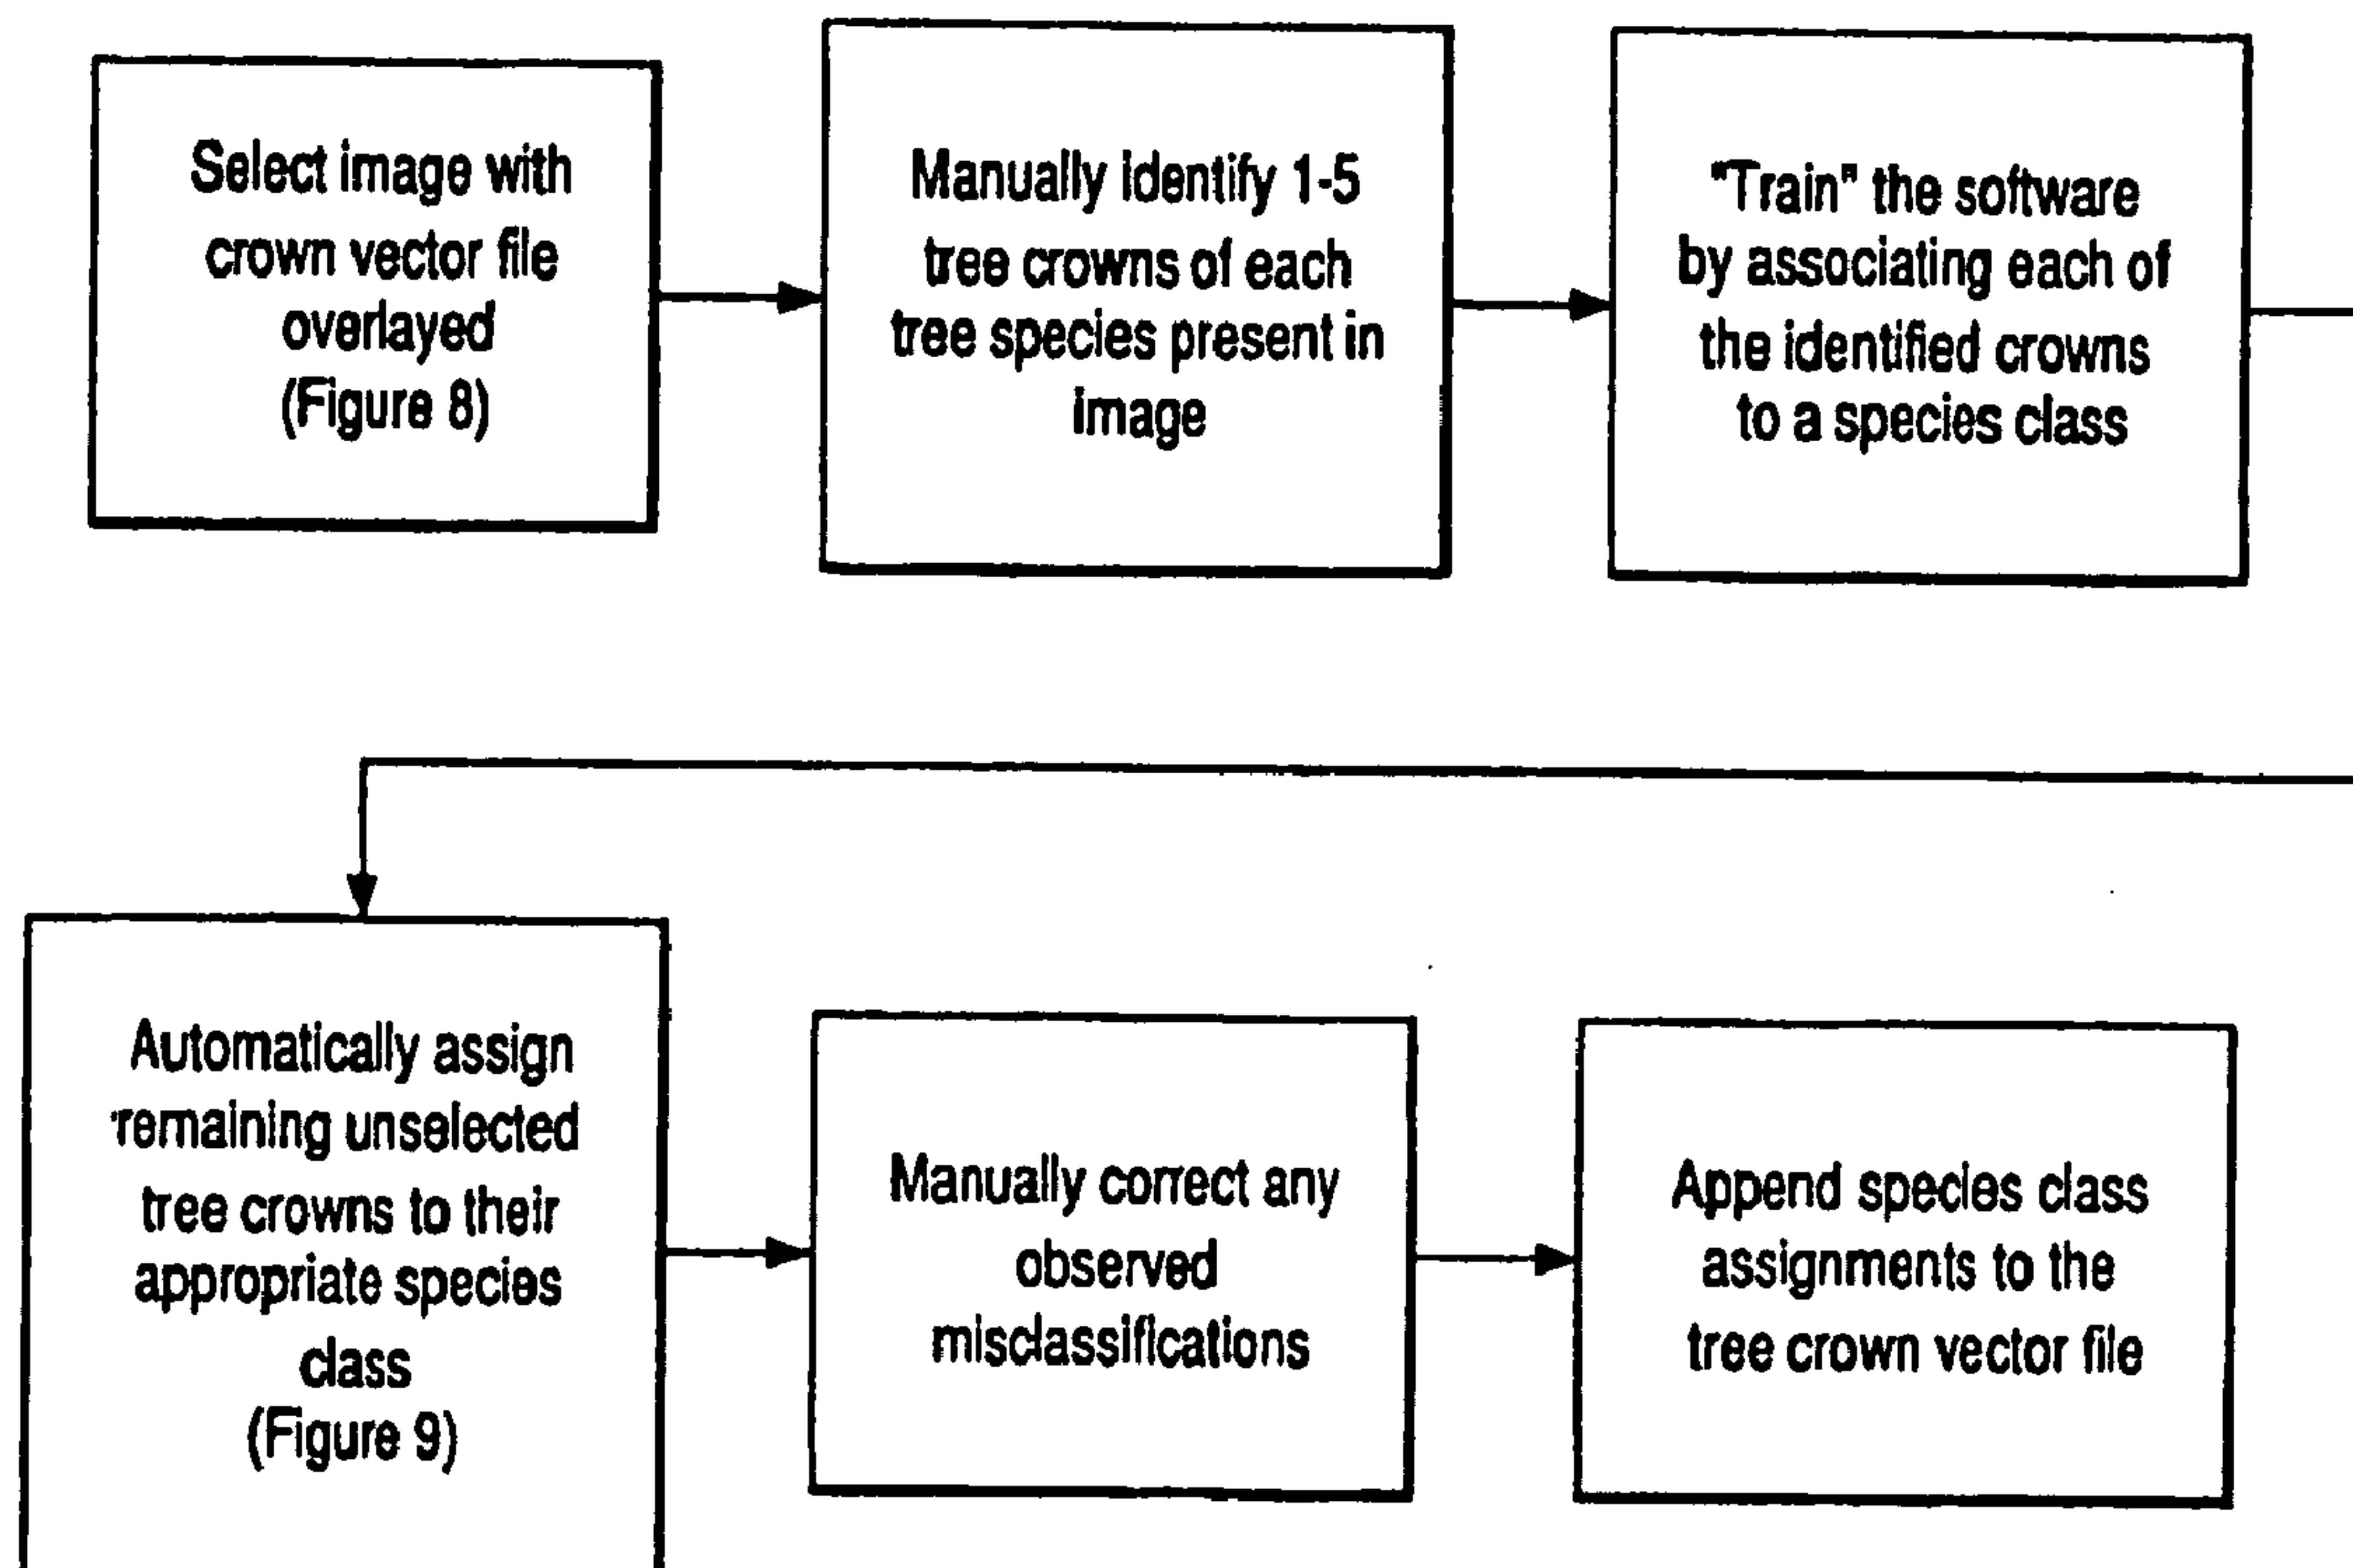 Select image with
crown vector file
overlayed
(Figure 8)
Manually identify 1-5
tree crowns of each
tree species present in
image
"Train" the software
by associating each of
the identified crowns
to a species class
Automatically assign
remaining unselected
tree crowns to their
appropriate species
class
(Figure 9)
Manually correct any
observed
misclassifications
Append species class
assignments to the
tree crown vector file